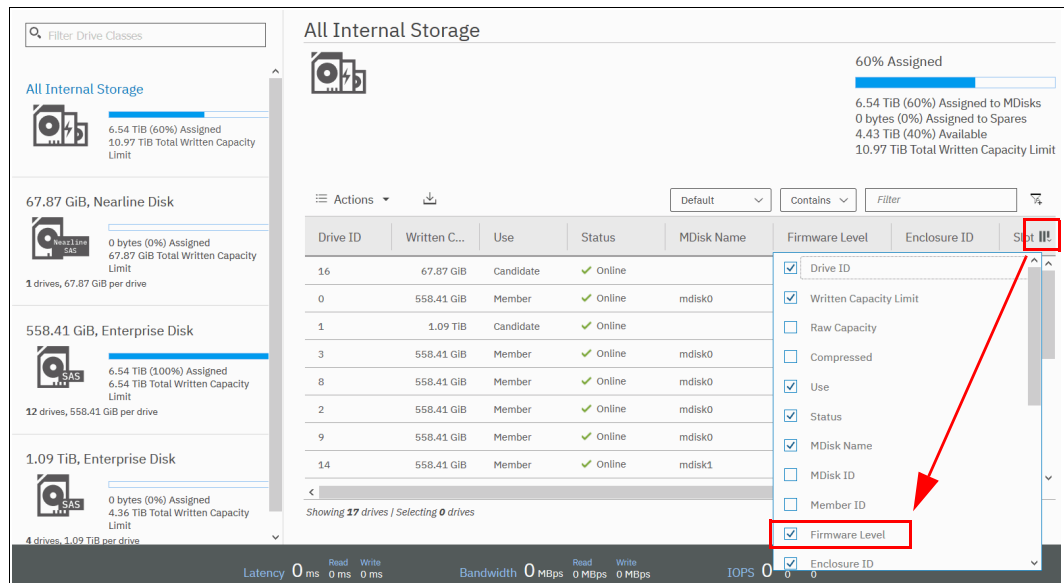 Filter Drive Classes
All Internal Storage
6.54 TiB (60%) Assigned
10.97 TiB Total Written Capacity
Limit
67.87 GiB, Nearline Disk
Nearline
SAS
0 bytes (0%) Assigned
67.87 GiB Total Written Capacity
Limit
1 drives, 67.87 GiB per drive
558.41 GiB, Enterprise Disk
SAS
6.54 TiB (100%) Assigned
6.54 TiB Total Written Capacity
Limit
12 drives, 558.41 GiB per drive
1.09 TiB, Enterprise Disk
SAS
0 bytes (0%) Assigned
4.36 TiB Total Written Capacity
Limit
4 drives, 1.09 TiB per drive
All Internal Storage
60% Assigned
6.54 TiB (60%) Assigned to MDisks
0 bytes (0%) Assigned to Spares
4.43 TiB (40%) Available
10.97 TiB Total Written Capacity Limit
Actions Default Contains Filter
Drive ID Written C... Use Status MDisk Name Firmware Level Enclosure ID Slot
16 67.87 GiB Candidate Online
0 558.41 GiB Member Online mdisk0
1 1.09 TiB Candidate Online
3 558.41 GiB Member Online mdisk0
8 558.41 GiB Member Online mdisk0
2 558.41 GiB Member Online mdisk0
9 558.41 GiB Member Online mdisk0
14 558.41 GiB Member Online mdisk1
Showing 17 drives | Selecting 0 drives
Drive ID
Written Capacity Limit
Raw Capacity
Compressed
Use
Status
MDisk Name
MDisk ID
Member ID
Firmware Level
Enclosure ID
Read Write Read Write
Latency 0 ms 0 ms 0 ms Bandwidth 0 MBps 0 MBps 0 MBps IOPS 0 0 0